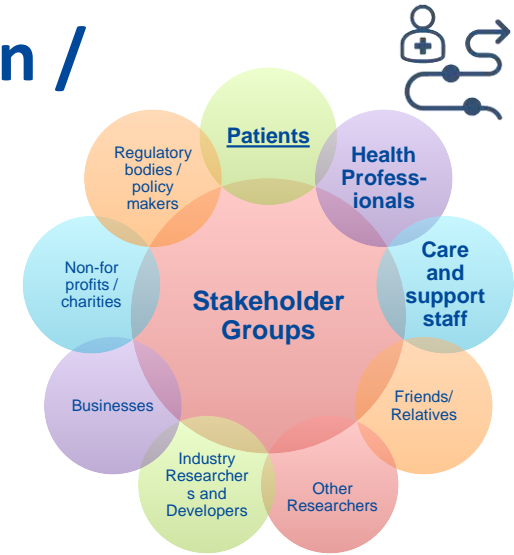 n /
Patients
Health
Profess-
ionals
Care
and
support
staff
Friends/
Relatives
Other
Researchers
Industry
Researcher
s and
Developers
Businesses
Non-for
profits /
charities
Regulatory
bodies /
policy
makers
Stakeholder
Groups